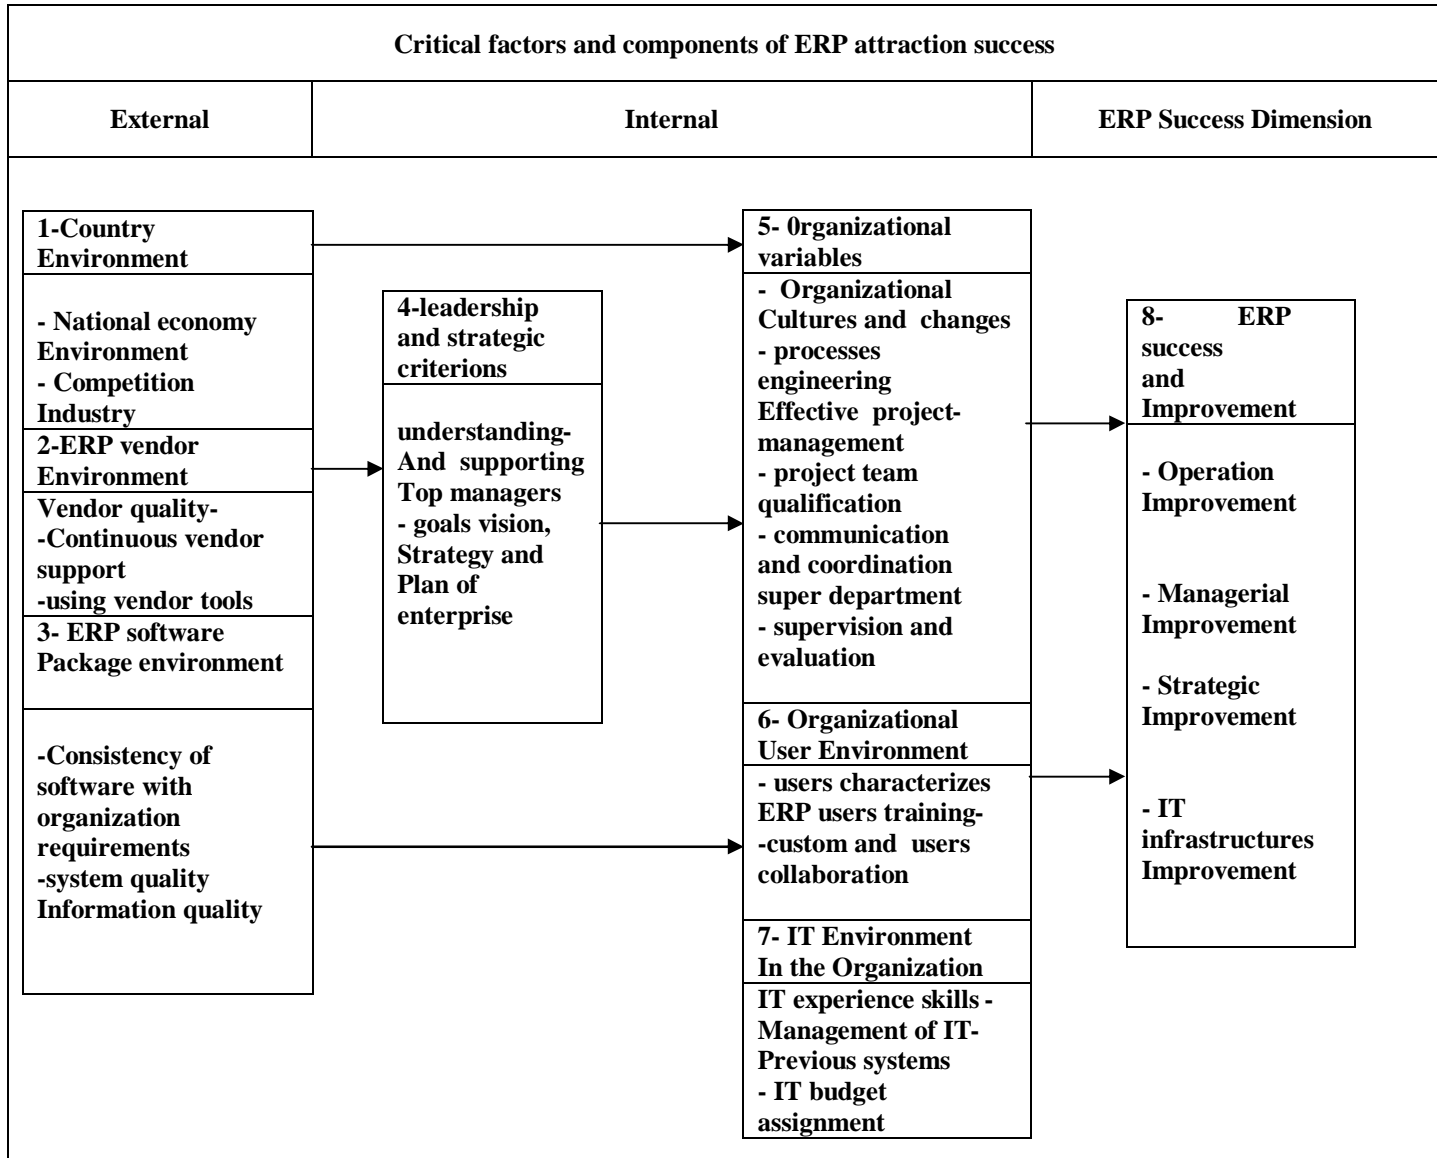 Critical factors and components of ERP attraction success
External
Internal
ERP Success Dimension
1-Country
Environment
- National economy
Environment
- Competition
Industry
2-ERP vendor
Environment
Vendor quality-
-Continuous vendor
support
-using vendor tools
3- ERP software
Package environment
-Consistency of
software with
organization
requirements
-system quality
Information quality
4-leadership
and strategic
criterions
understanding-
And supporting
Top managers
- goals vision,
Strategy and
Plan of
enterprise
5- 0rganizational
variables
- Organizational
Cultures and changes
- processes
engineering
Effective project-
management
- project team
qualification
- communication
and coordination
super department
- supervision and
evaluation
6- Organizational
User Environment
- users characterizes
ERP users training-
-custom and users
collaboration
7- IT Environment
In the Organization
IT experience skills -
Management of IT-
Previous systems
- IT budget
assignment
8- ERP
success
and
Improvement
- Operation
Improvement
- Managerial
Improvement
- Strategic
Improvement
- IT
infrastructures
Improvement